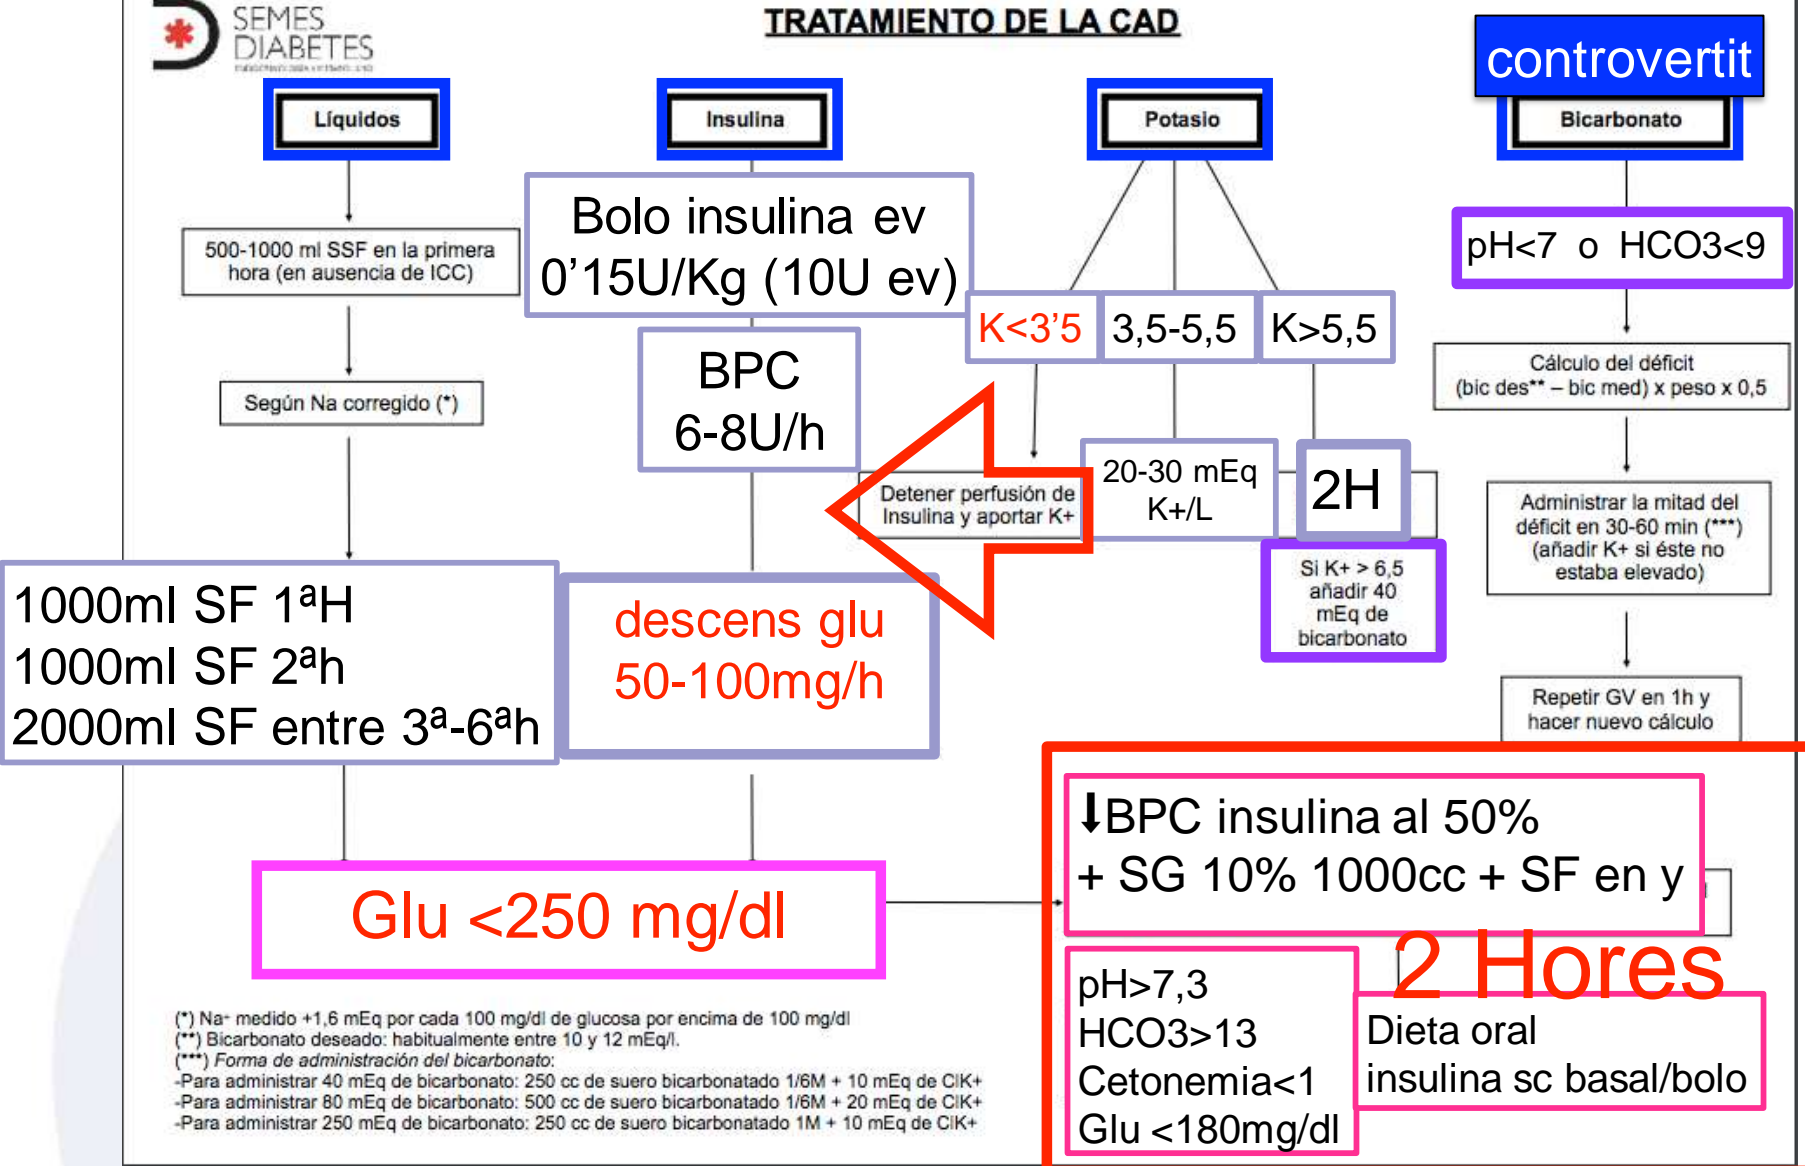 SEMES
DIABETES
TRATAMIENTO DE LA CAD
controvertit
Líquidos
Insulina
Potasio
Bicarbonato
500-1000 ml SSF en la primera
hora (en ausencia de ICC)
Según Na corregido (*)
1000ml SF 1ªH
1000ml SF 2ªh
2000ml SF entre 3ª-6ªh
Bolo insulina ev
0'15U/Kg (10U ev)
BPC
6-8U/h
descens glu
50-100mg/h
K<3'5
3,5-5,5
K>5,5
Detener perfusión de
Insulina y aportar K+
20-30 mEq
K+/L
2H
Si K+ > 6,5
añadir 40
mEq de
bicarbonato
pH<7 o HCO3<9
Cálculo del déficit
(bic des** – bic med) x peso x 0,5
Administrar la mitad del
déficit en 30-60 min (***)
(añadir K+ si éste no
estaba elevado)
Repetir GV en 1h y
hacer nuevo cálculo
Glu <250 mg/dl
⬇BPC insulina al 50%
+ SG 10% 1000cc + SF en y
2 Hores
pH>7,3
HCO3>13
Cetonemia<1
Glu <180mg/dl
Dieta oral
insulina sc basal/bolo
(*) Na+ medido +1,6 mEq por cada 100 mg/dl de glucosa por encima de 100 mg/dl
(**) Bicarbonato deseado: habitualmente entre 10 y 12 mEq/l.
(***) Forma de administración del bicarbonato:
-Para administrar 40 mEq de bicarbonato: 250 cc de suero bicarbonatado 1/6M + 10 mEq de ClK+
-Para administrar 80 mEq de bicarbonato: 500 cc de suero bicarbonatado 1/6M + 20 mEq de ClK+
-Para administrar 250 mEq de bicarbonato: 250 cc de suero bicarbonatado 1M + 10 mEq de ClK+